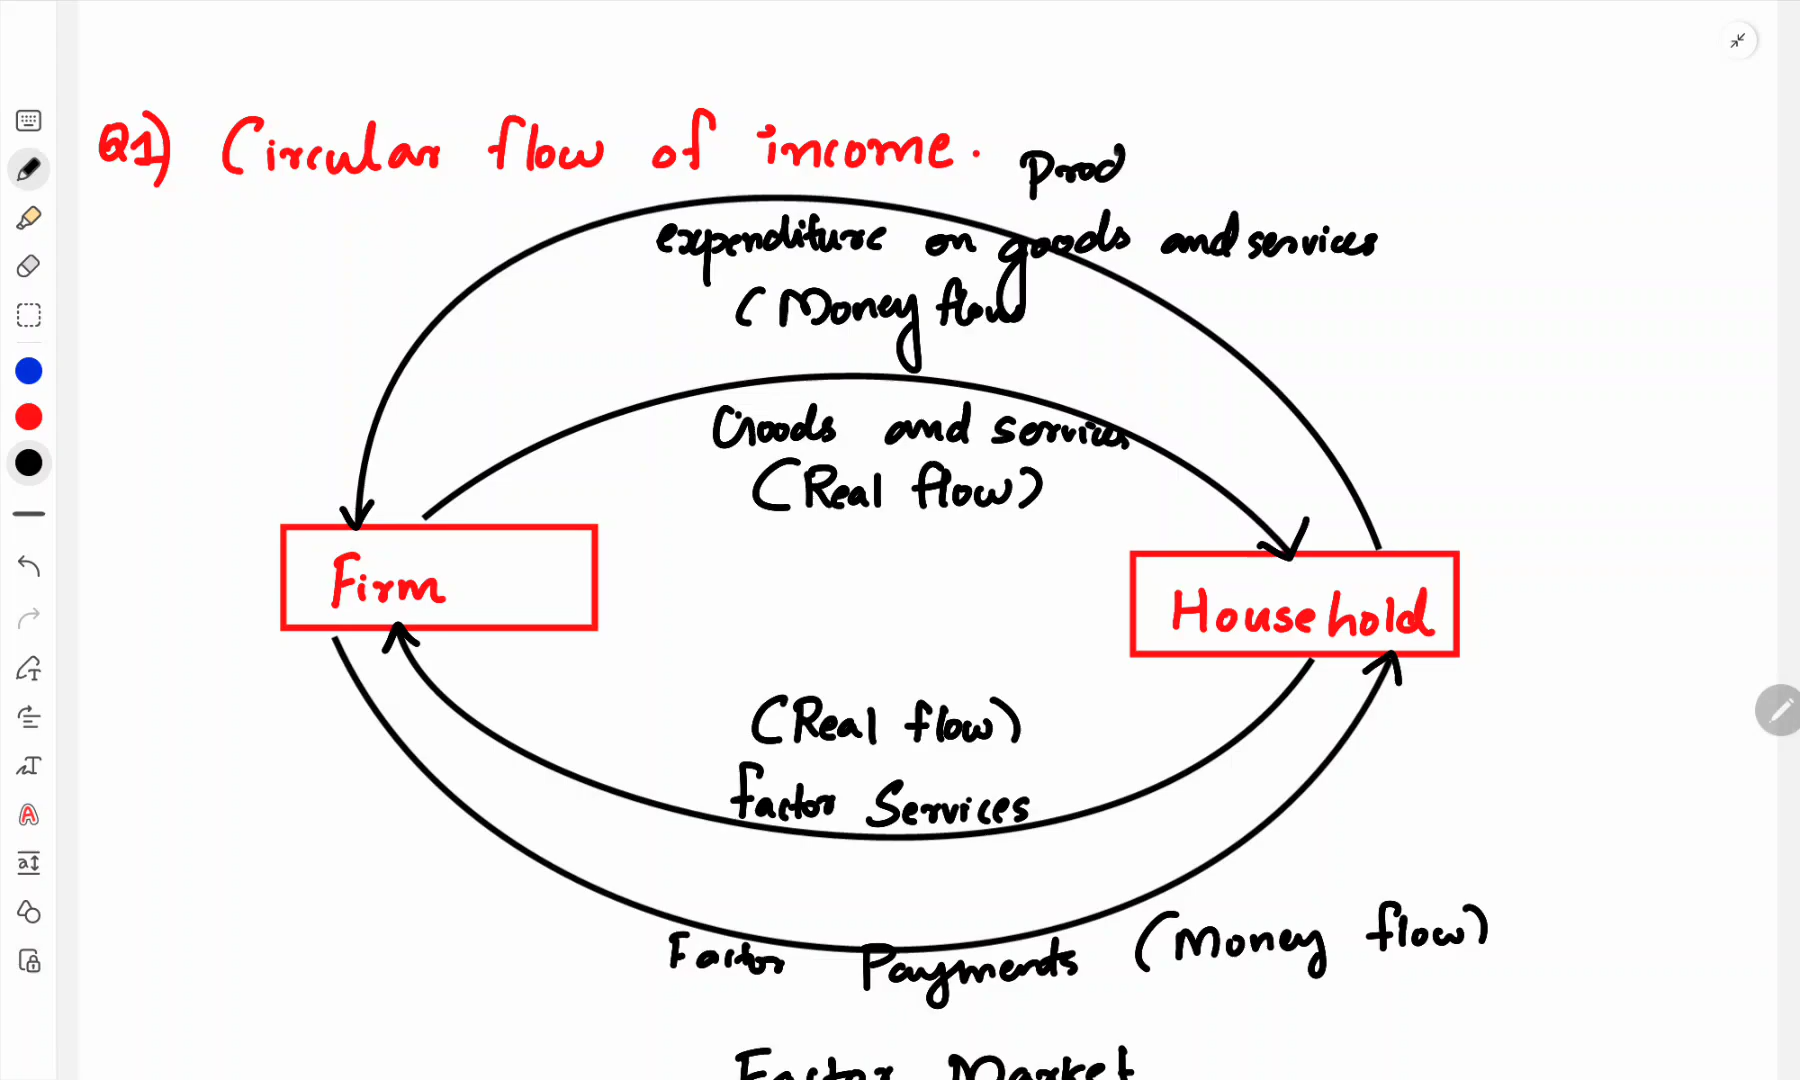 Q1) Circular flow of income.
Prod
expenditure on goods and services
(Money flow
Goods and services
(Real flow)
Firm
Household
(Real flow)
factor Services
Factor Payments (Money flow)
Factor Market